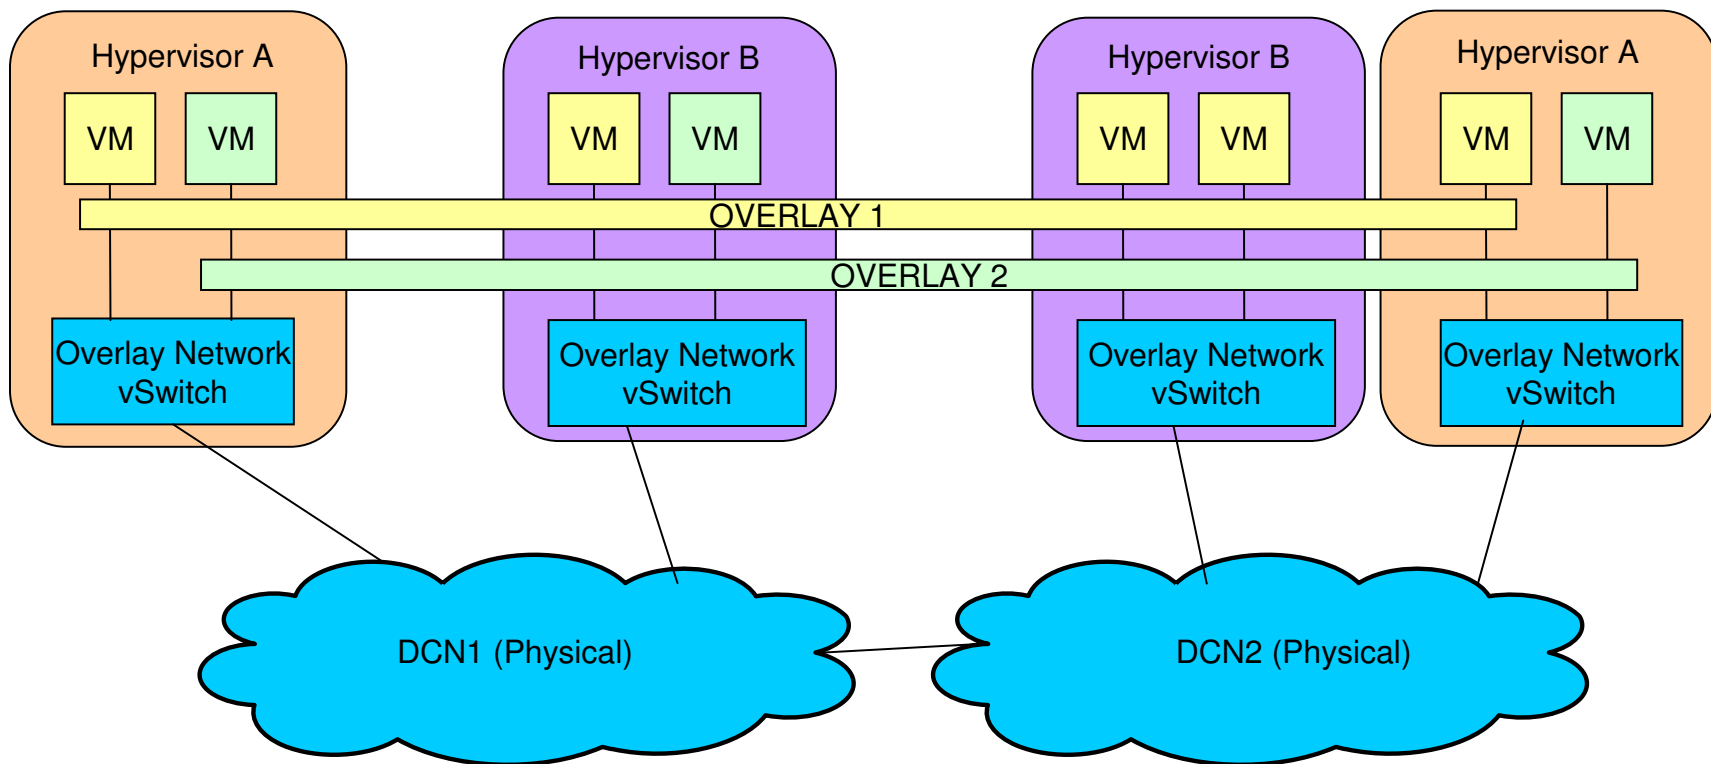 Hypervisor A
Hypervisor B
Hypervisor B
Hypervisor A
VM
VM
VM
VM
VM
VM
VM
VM
OVERLAY 1
OVERLAY 2
Overlay Network
vSwitch
Overlay Network
vSwitch
Overlay Network
vSwitch
Overlay Network
vSwitch
DCN1 (Physical)
DCN2 (Physical)